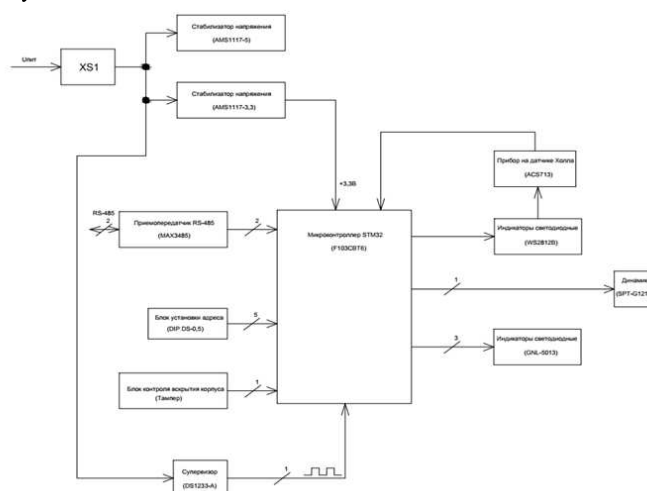 Стабилизатор напряжения
(AMS1117-5)
Uпит
XS1
Стабилизатор напряжения
(AMS1117-3,3)
Прибор на датчике Холла
(ACS713)
+3,3В
RS-485
2
Приемопередатчик RS-485
(MAX3485)
2
Микроконтроллер STM32
(F103CBT6)
Индикаторы светодиодные
(WS2812B)
1
Динамик
(SPT-G121
Блок установки адреса
(DIP DS-0,5)
5
3
Индикаторы светодиодные
(GNL-5013)
Блок контроля вскрытия корпуса
(Тампер)
1
Супервизор
(DS1233-A)
1